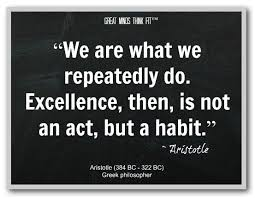 GREAT MINDS THINK FIT™
“We are what we
repeatedly do.
Excellence, then, is not
an act, but a habit.”
~ Aristotle
Aristotle (384 BC - 322 BC)
Greek philosopher